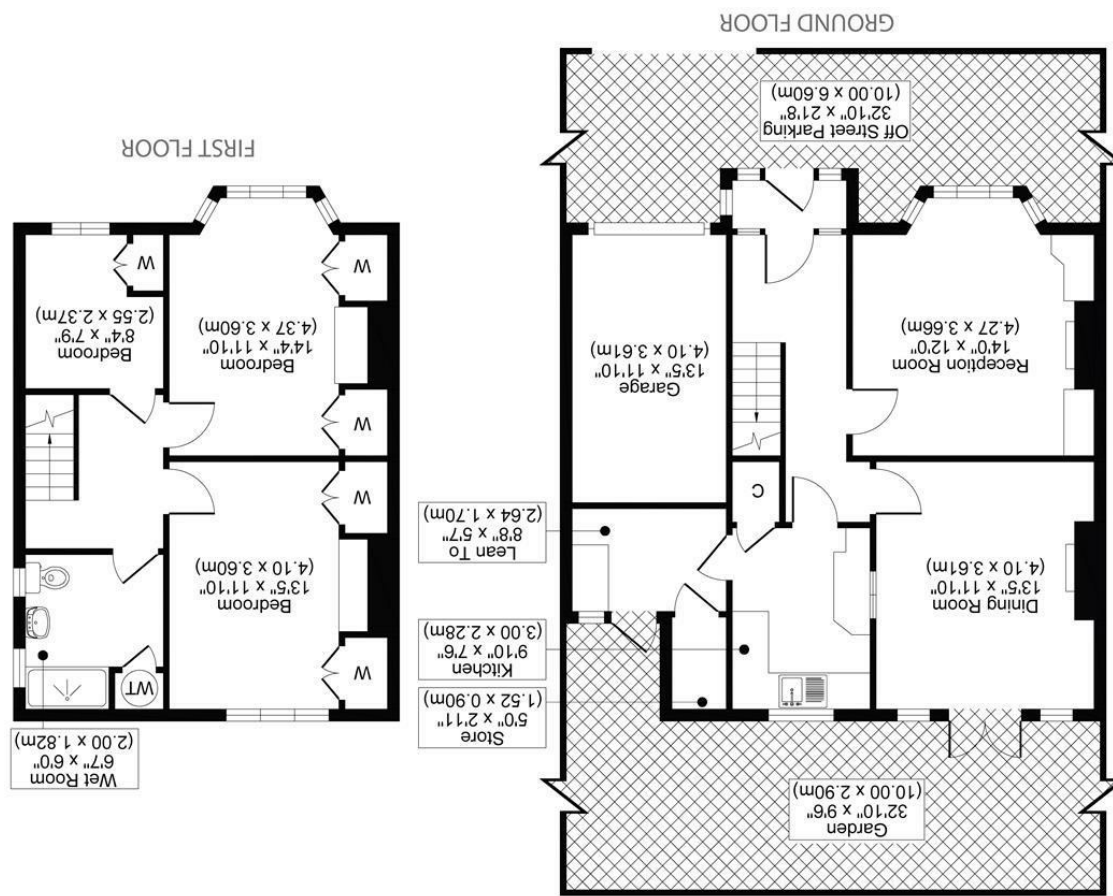 Garden
32'10" x 9'6"
(10.00 x 2.90m)
Store
5'0" x 2'11"
(1.52 x 0.90m)
Kitchen
9'10" x 7'6"
(3.00 x 2.28m)
Lean To
8'8" x 5'7"
(2.64 x 1.70m)
Dining Room
13'5" x 11'10"
(4.10 x 3.61m)
C
Reception Room
14'0" x 12'0"
(4.27 x 3.66m)
Garage
13'5" x 11'10"
(4.10 x 3.61m)
Off Street Parking
32'10" x 21'8"
(10.00 x 6.60m)
GROUND FLOOR
Wet Room
6'7" x 6'0"
(2.00 x 1.82m)
WT
W
Bedroom
13'5" x 11'10"
(4.10 x 3.60m)
W
W
Bedroom
14'4" x 11'10"
(4.37 x 3.60m)
Bedroom
8'4" x 7'9"
(2.55 x 2.37m)
W
W
FIRST FLOOR